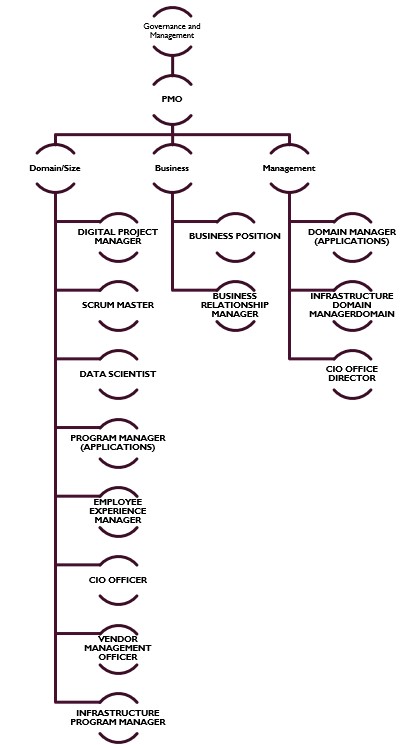 Governance and
Management
PMO
Domain/Size
Business
Management
DIGITAL PROJECT
MANAGER
SCRUM MASTER
DATA SCIENTIST
PROGRAM MANAGER
(APPLICATIONS)
EMPLOYEE
EXPERIENCE
MANAGER
CIO OFFICER
VENDOR
MANAGEMENT
OFFICER
INFRASTRUCTURE
PROGRAM MANAGER
BUSINESS POSITION
BUSINESS
RELATIONSHIP
MANAGER
DOMAIN MANAGER
(APPLICATIONS)
INFRASTRUCTURE
DOMAIN
MANAGERDOMAIN
CIO OFFICE
DIRECTOR